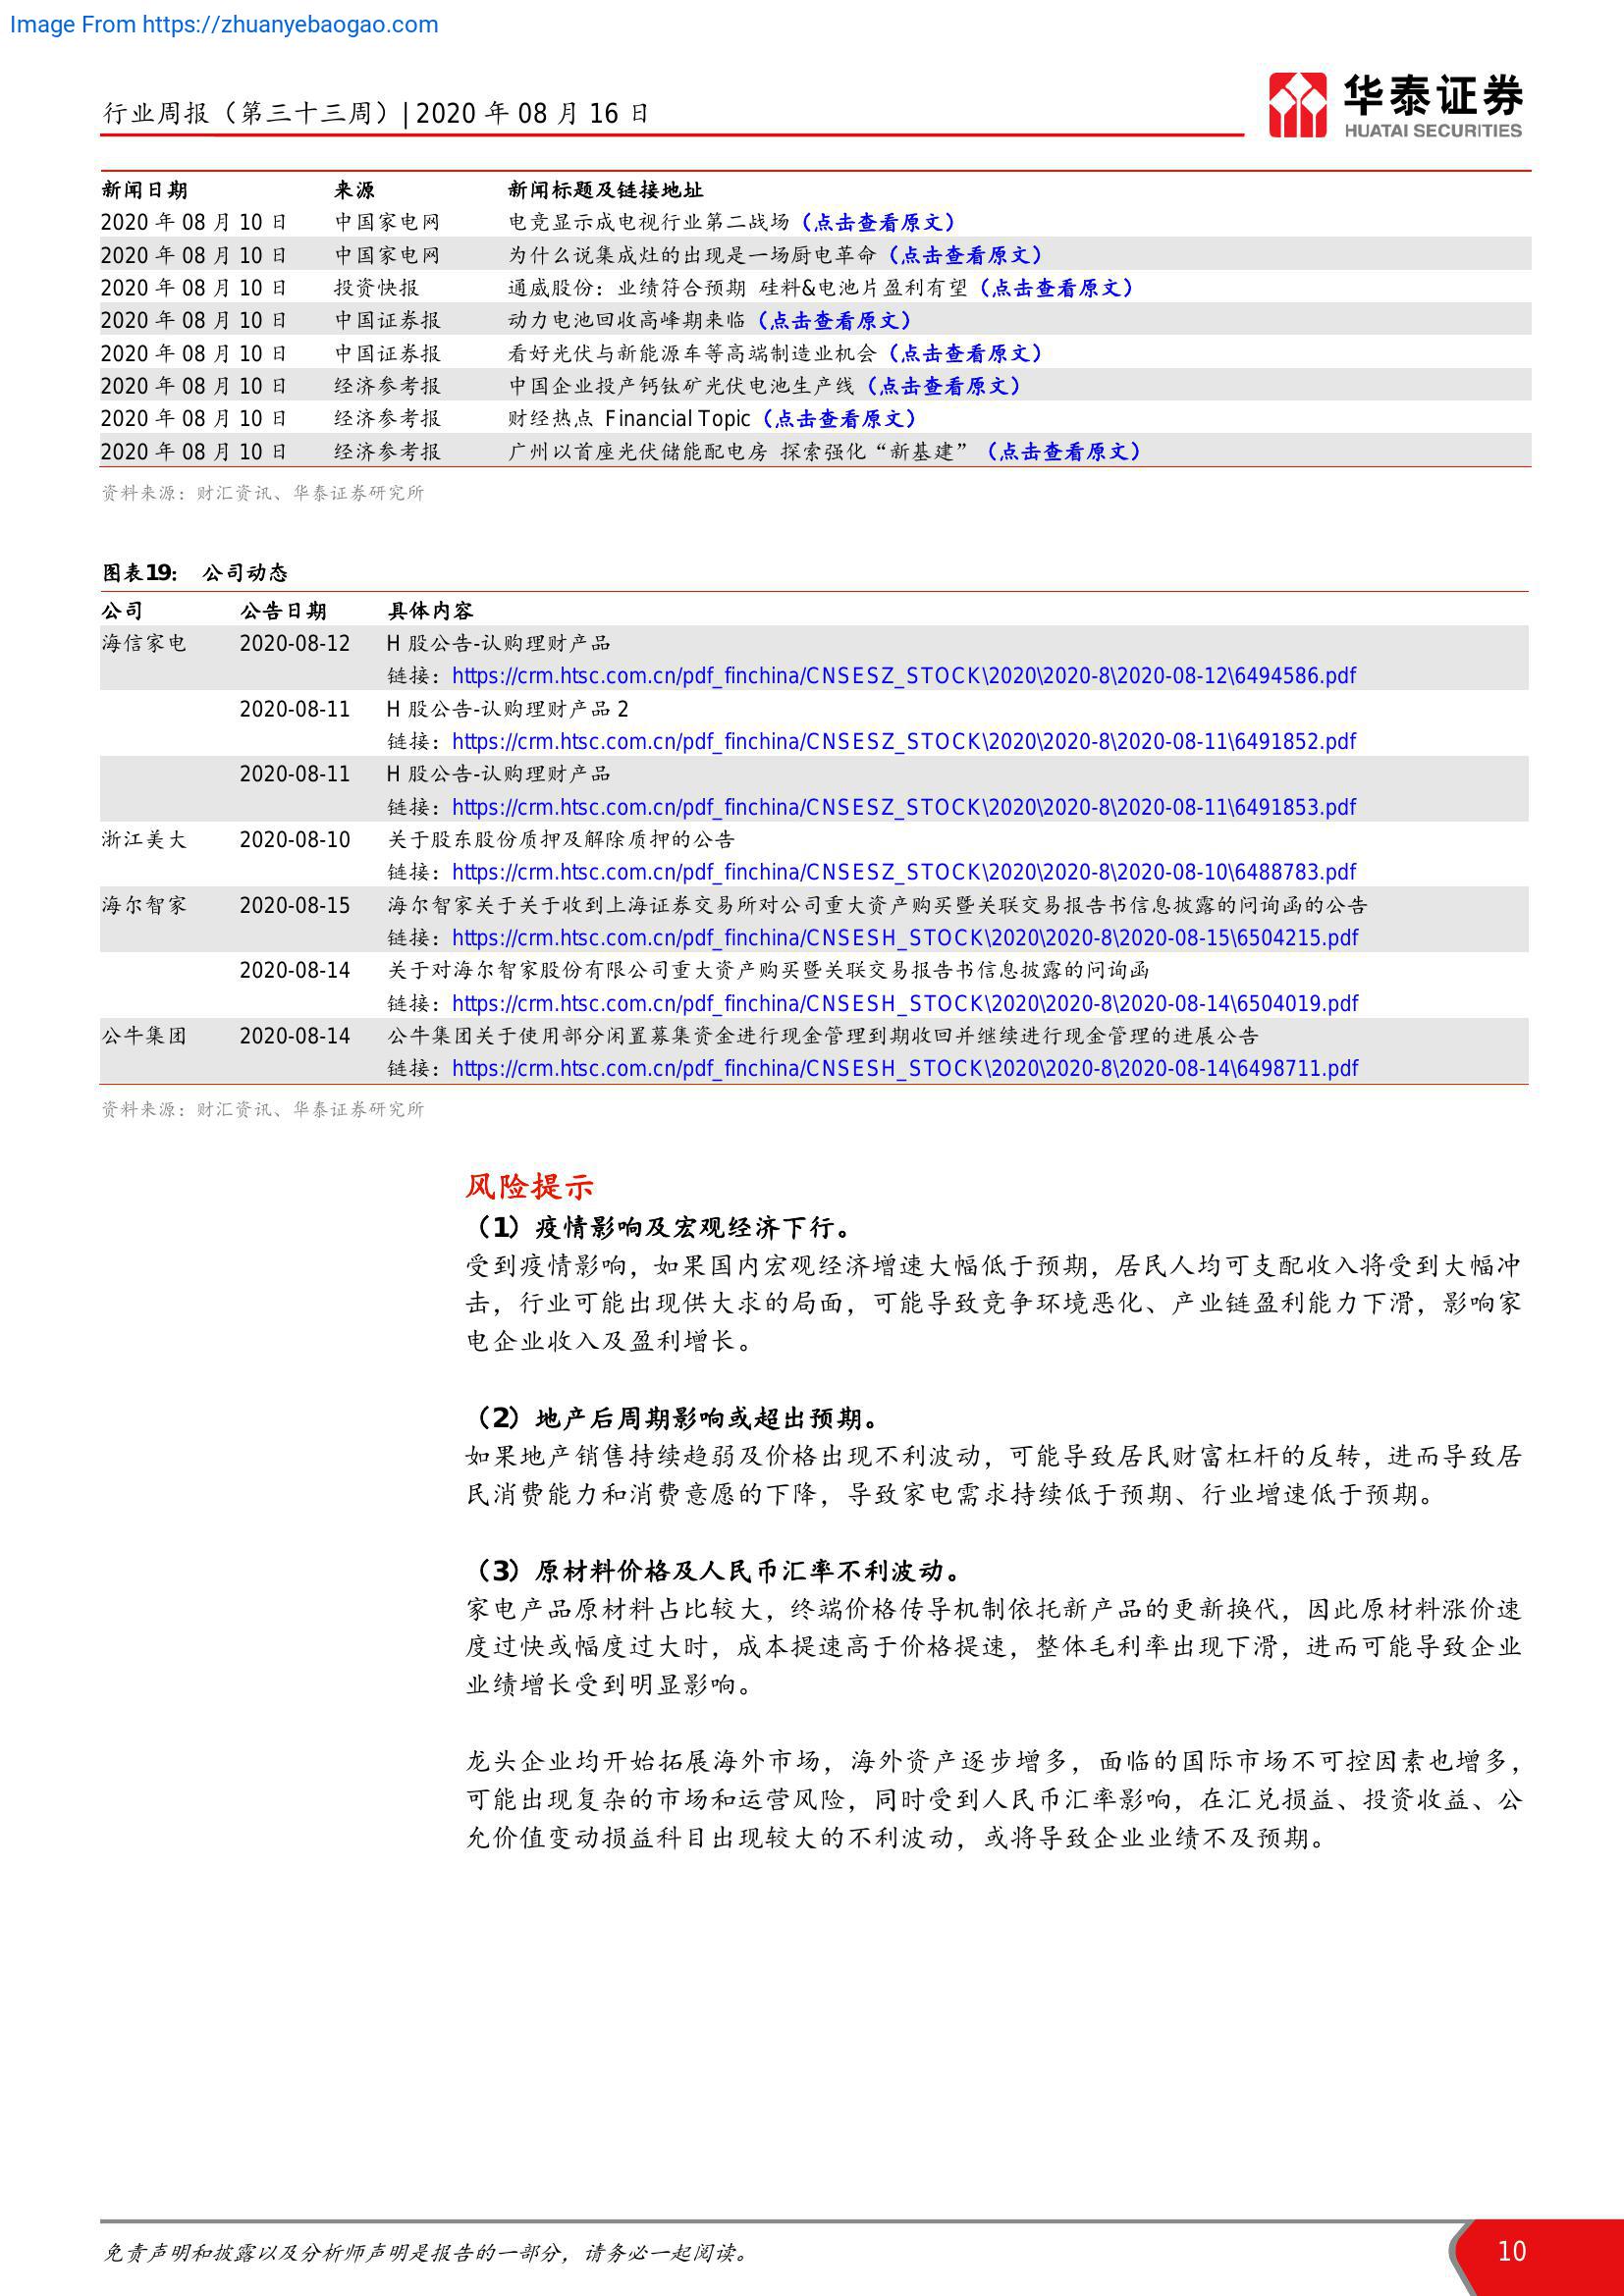 Image From https://zhuanyebaogao.com
行业周报（第三十三周）| 2020 年 08 月 16 日
华泰证券
HUATAI SECURITIES
新闻日期 来源 新闻标题及链接地址
2020 年 08 月 10 日 中国家电网 电竞显示成电视行业第二战场（点击查看原文）
2020 年 08 月 10 日 中国家电网 为什么说集成灶的出现是一场厨电革命（点击查看原文）
2020 年 08 月 10 日 投资快报 通威股份：业绩符合预期 硅料&电池片盈利有望（点击查看原文）
2020 年 08 月 10 日 中国证券报 动力电池回收高峰期来临（点击查看原文）
2020 年 08 月 10 日 中国证券报 看好光伏与新能源车等高端制造业机会（点击查看原文）
2020 年 08 月 10 日 经济参考报 中国企业投产钙钛矿光伏电池生产线（点击查看原文）
2020 年 08 月 10 日 经济参考报 财经热点 Financial Topic（点击查看原文）
2020 年 08 月 10 日 经济参考报 广州以首座光伏储能配电房 探索强化“新基建”（点击查看原文）
资料来源：财汇资讯、华泰证券研究所
图表19： 公司动态
公司 公告日期 具体内容
海信家电 2020-08-12 H 股公告-认购理财产品
链接：https://crm.htsc.com.cn/pdf_finchina/CNSESZ_STOCK\2020\2020-8\2020-08-12\6494586.pdf
2020-08-11 H 股公告-认购理财产品 2
链接：https://crm.htsc.com.cn/pdf_finchina/CNSESZ_STOCK\2020\2020-8\2020-08-11\6491852.pdf
2020-08-11 H 股公告-认购理财产品
链接：https://crm.htsc.com.cn/pdf_finchina/CNSESZ_STOCK\2020\2020-8\2020-08-11\6491853.pdf
浙江美大 2020-08-10 关于股东股份质押及解除质押的公告
链接：https://crm.htsc.com.cn/pdf_finchina/CNSESZ_STOCK\2020\2020-8\2020-08-10\6488783.pdf
海尔智家 2020-08-15 海尔智家关于关于收到上海证券交易所对公司重大资产购买暨关联交易报告书信息披露的问询函的公告
链接：https://crm.htsc.com.cn/pdf_finchina/CNSESH_STOCK\2020\2020-8\2020-08-15\6504215.pdf
2020-08-14 关于对海尔智家股份有限公司重大资产购买暨关联交易报告书信息披露的问询函
链接：https://crm.htsc.com.cn/pdf_finchina/CNSESH_STOCK\2020\2020-8\2020-08-14\6504019.pdf
公牛集团 2020-08-14 公牛集团关于使用部分闲置募集资金进行现金管理到期收回并继续进行现金管理的进展公告
链接：https://crm.htsc.com.cn/pdf_finchina/CNSESH_STOCK\2020\2020-8\2020-08-14\6498711.pdf
资料来源：财汇资讯、华泰证券研究所
风险提示
（1）疫情影响及宏观经济下行。
受到疫情影响，如果国内宏观经济增速大幅低于预期，居民人均可支配收入将受到大幅冲
击，行业可能出现供大求的局面，可能导致竞争环境恶化、产业链盈利能力下滑，影响家
电企业收入及盈利增长。
（2）地产后周期影响或超出预期。
如果地产销售持续趋弱及价格出现不利波动，可能导致居民财富杠杆的反转，进而导致居
民消费能力和消费意愿的下降，导致家电需求持续低于预期、行业增速低于预期。
（3）原材料价格及人民币汇率不利波动。
家电产品原材料占比较大，终端价格传导机制依托新产品的更新换代，因此原材料涨价速
度过快或幅度过大时，成本提速高于价格提速，整体毛利率出现下滑，进而可能导致企业
业绩增长受到明显影响。
龙头企业均开始拓展海外市场，海外资产逐步增多，面临的国际市场不可控因素也增多，
可能出现复杂的市场和运营风险，同时受到人民币汇率影响，在汇兑损益、投资收益、公
允价值变动损益科目出现较大的不利波动，或将导致企业业绩不及预期。
免责声明和披露以及分析师声明是报告的一部分，请务必一起阅读。
10